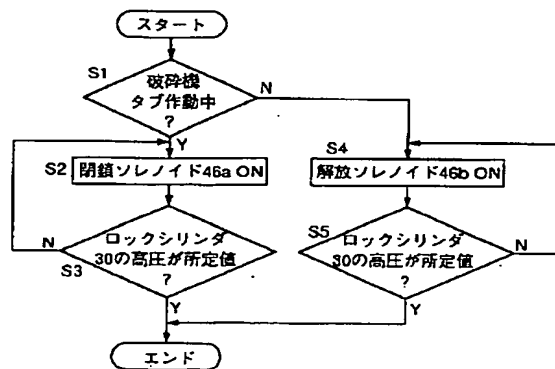 スタート
S1
破砕機
タブ作動中
?
N
Y
S2
閉鎖ソレノイド46a ON
S4
解放ソレノイド46b ON
ロックシリンダ
30の高圧が所定値
?
S3
N
Y
S5
ロックシリンダ
30の高圧が所定値
?
N
Y
エンド